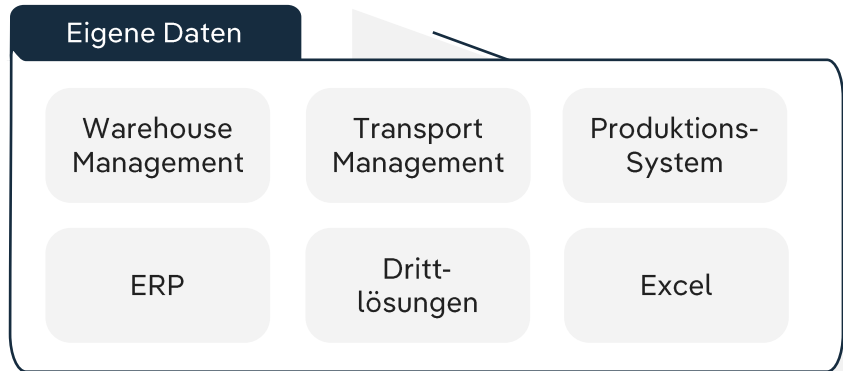 Eigene Daten
Warehouse
Management
Transport
Management
Produktions-
System
ERP
Dritt-
lösungen
Excel